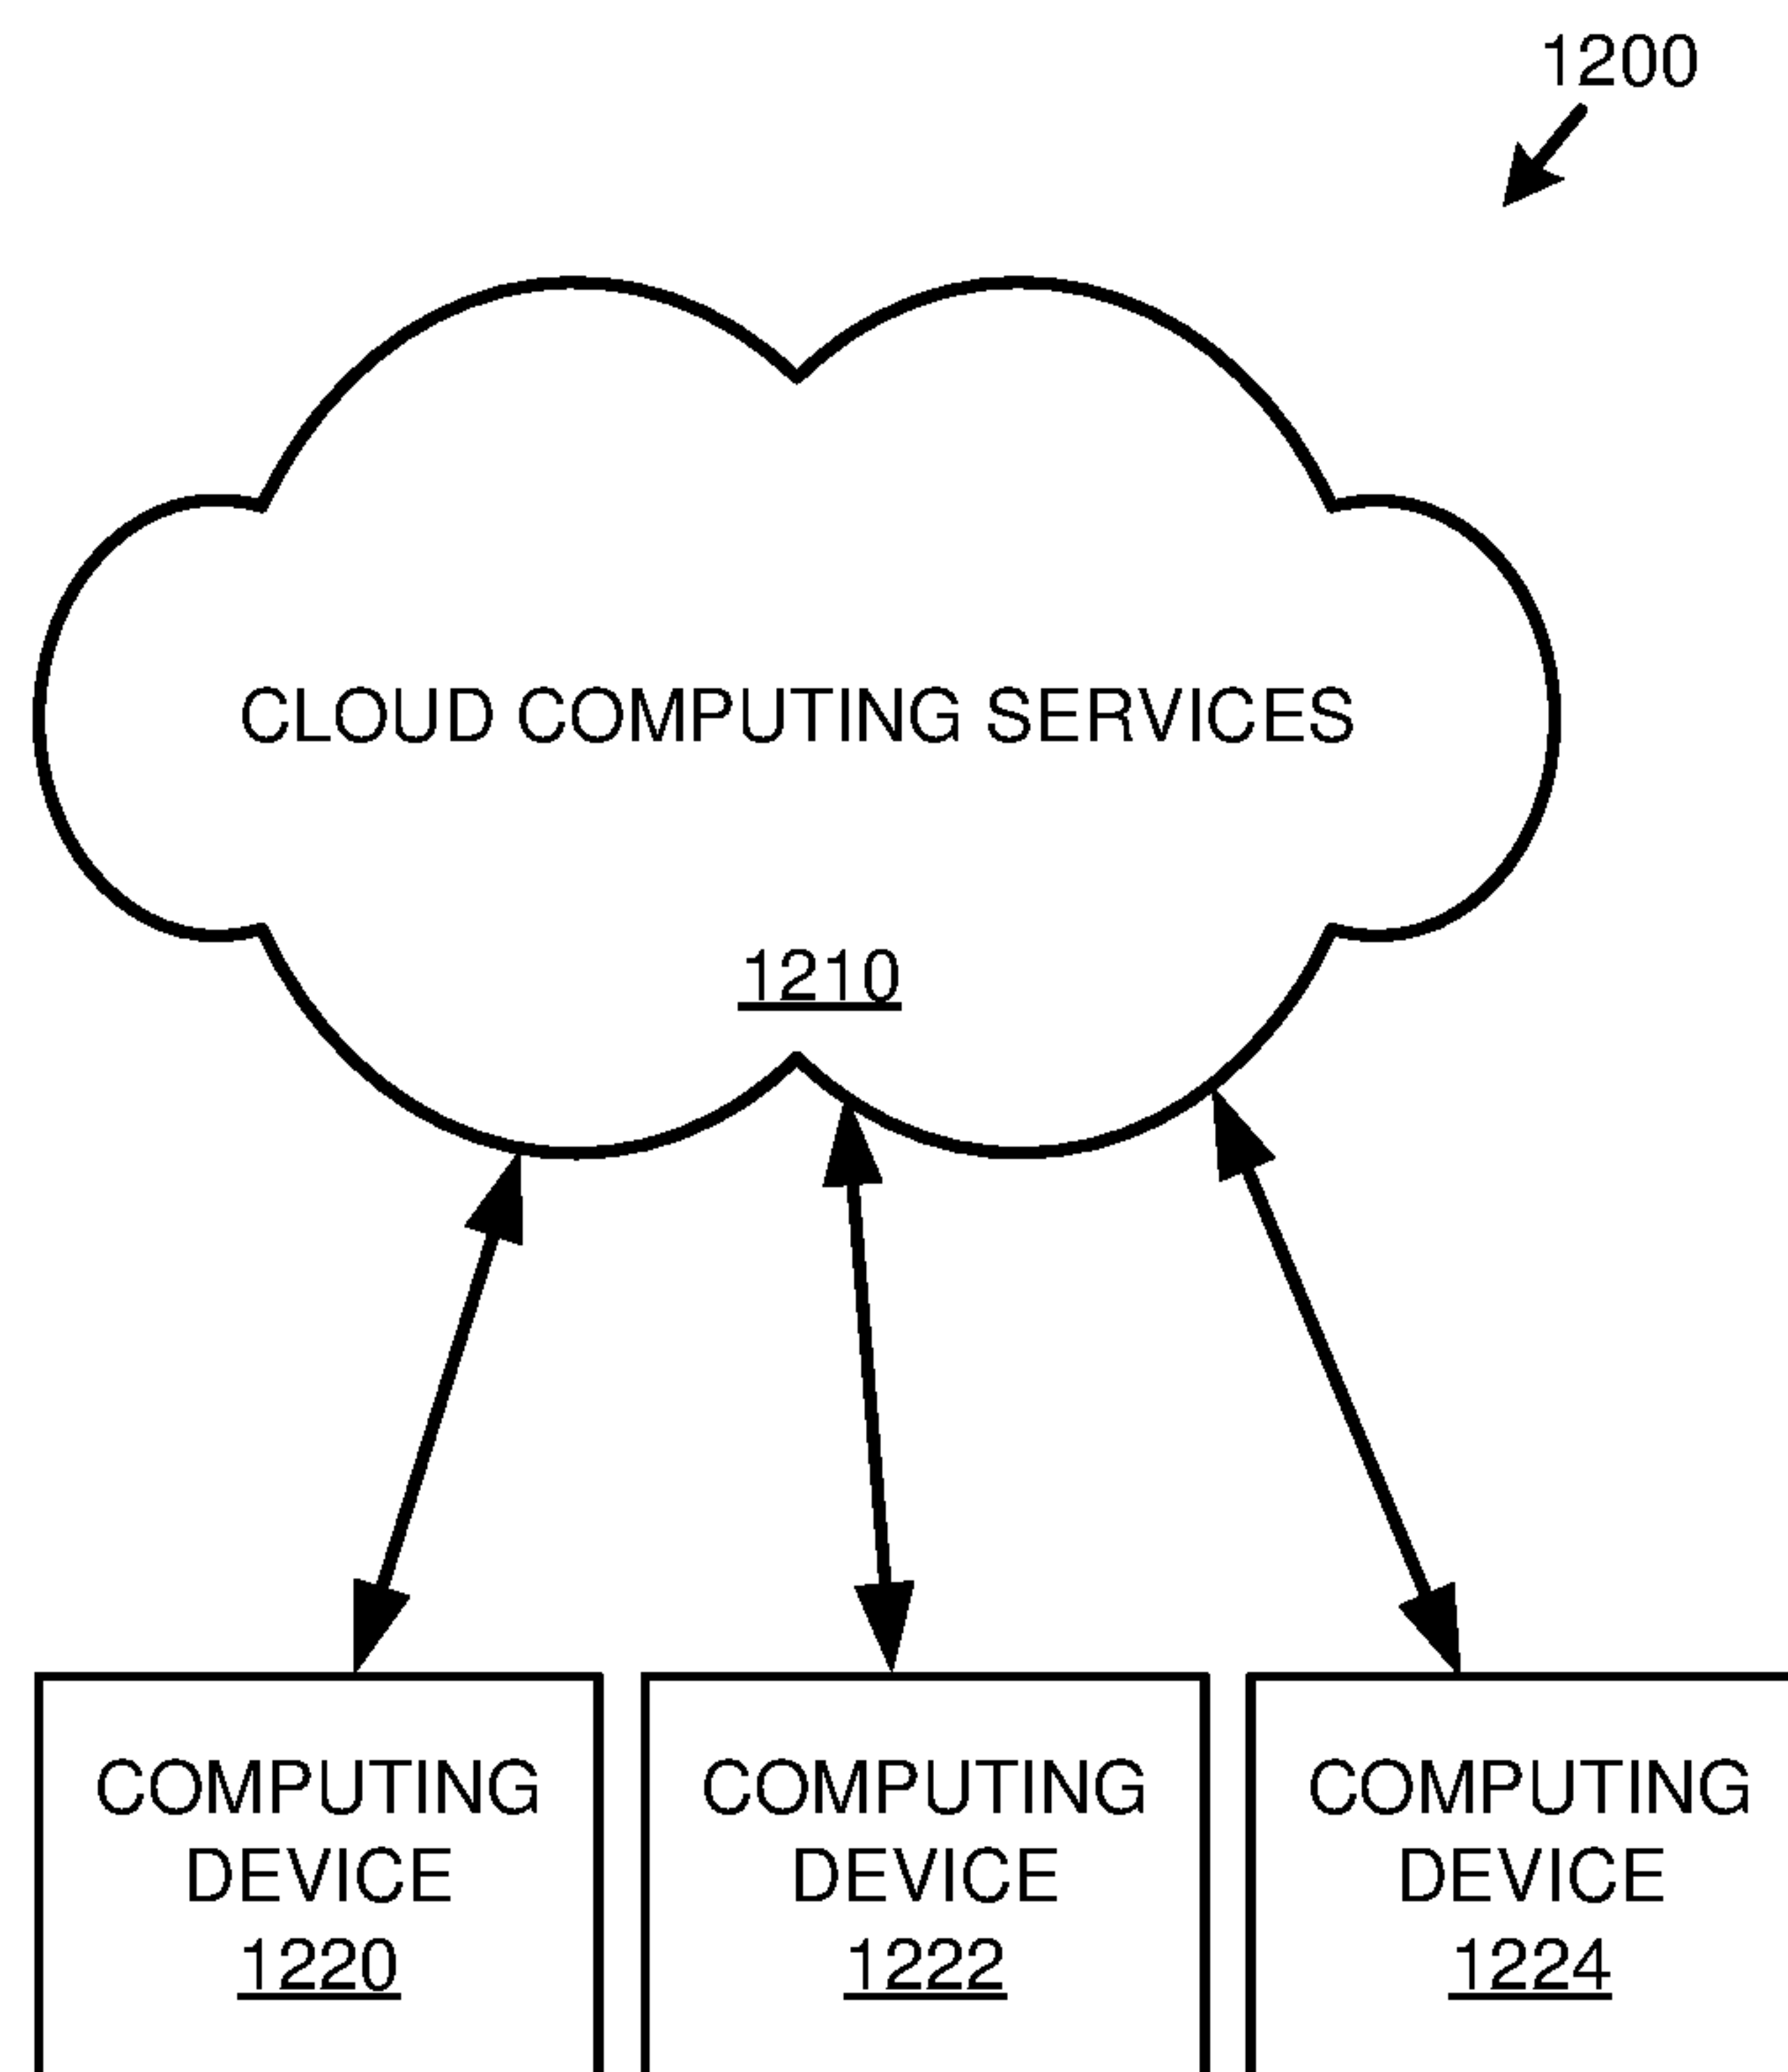 1200
CLOUD COMPUTING SERVICES
1210
COMPUTING
DEVICE
1220
COMPUTING
DEVICE
1222
COMPUTING
DEVICE
1224